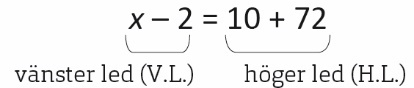 x – 2 = 10 + 72
vänster led (V.L.) höger led (H.L.)